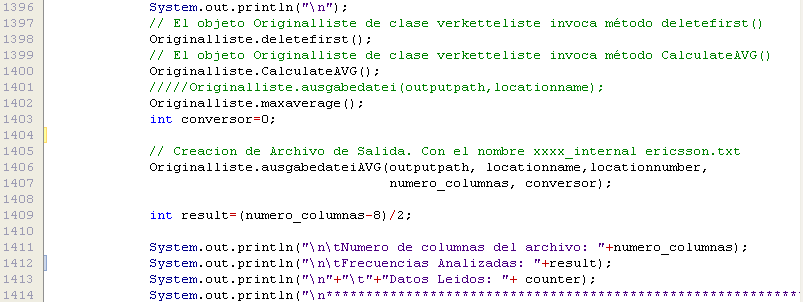 1396 System.out.println("\n");
1397 // El objeto Originalliste de clase verketteliste invoca método deletefirst()
1398 Originalliste.deletefirst();
1399 // El objeto Originalliste de clase verketteliste invoca método CalculateAVG()
1400 Originalliste.CalculateAVG();
1401 /////Originalliste.ausgabedatei(outputpath,locationname);
1402 Originalliste.maxaverage();
1403 int conversor=0;
1404
1405 // Creacion de Archivo de Salida. Con el nombre xxxx_internal ericsson.txt
1406 Originalliste.ausgabedateiAVG(outputpath, locationname,locationnumber,
1407 numero_columnas, conversor);
1408
1409 int result=(numero_columnas-8)/2;
1410
1411 System.out.println("\n\tNumero de columnas del archivo: "+numero_columnas);
1412 System.out.println("\n\tFrecuencias Analizadas: "+result);
1413 System.out.println("\n"+"\t"+"Datos Leidos: "+ counter);
1414 System.out.println("\n************************************************************